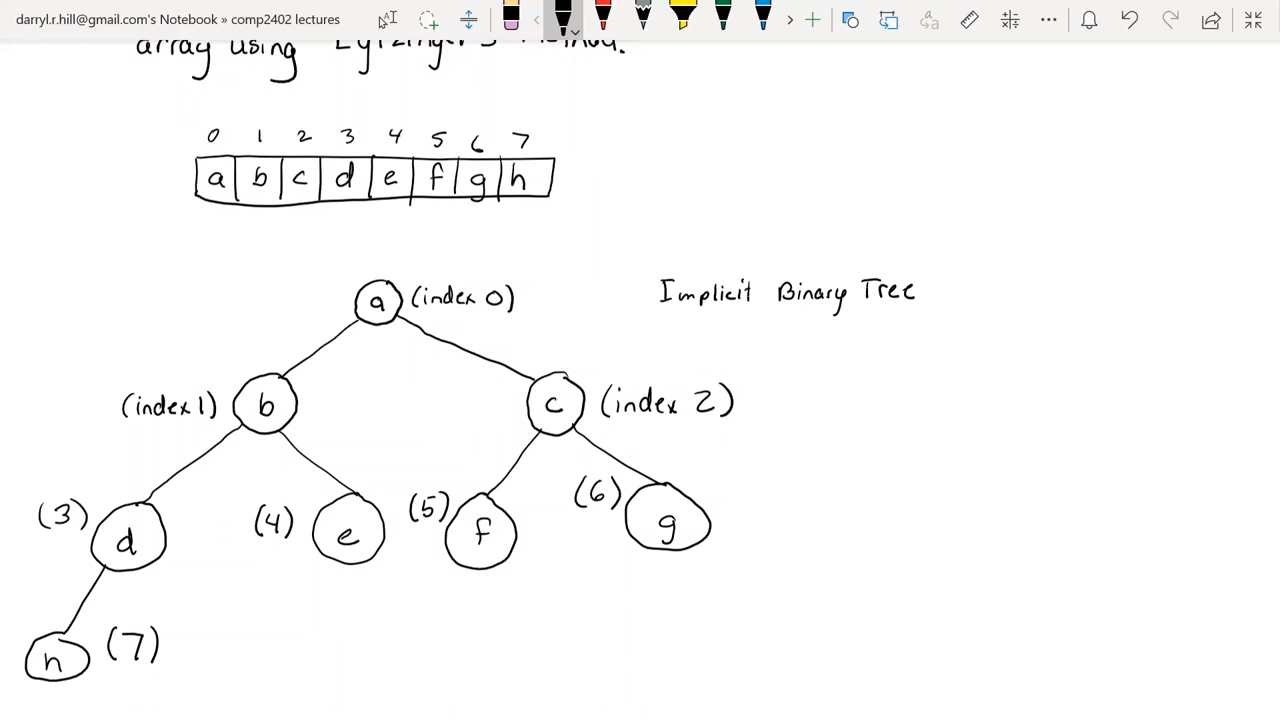 darryl.r.hill@gmail.com's Notebook » comp2402 lectures
array using
0 1 2 3 4 5 6 7
a b c d e f g h
a (index 0) Implicit Binary Tree
(index 1) b c (index 2)
(3) d (4) e (5) f (6) g
h (7)